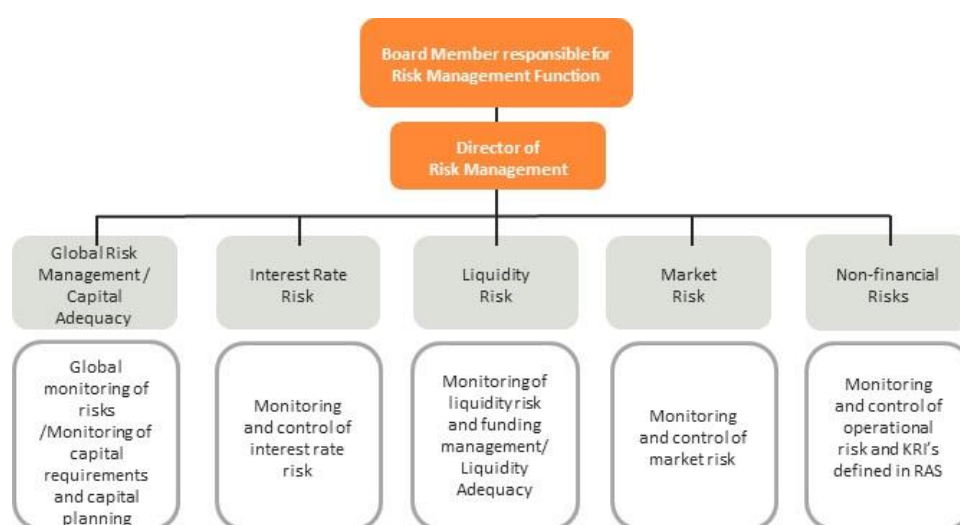 Board Member responsible for
Risk Management Function
Director of
Risk Management
Global Risk
Management /
Capital
Adequacy
Interest Rate
Risk
Liquidity
Risk
Market
Risk
Non-financial
Risks
Global
monitoring of
risks
/Monitoring of
capital
requirements
and capital
planning
Monitoring
and control of
interest rate
risk
Monitoring of
liquidity risk
and funding
management/
Liquidity
Adequacy
Monitoring
and control of
market risk
Monitoring
and control of
operational
risk and KRI's
defined in RAS